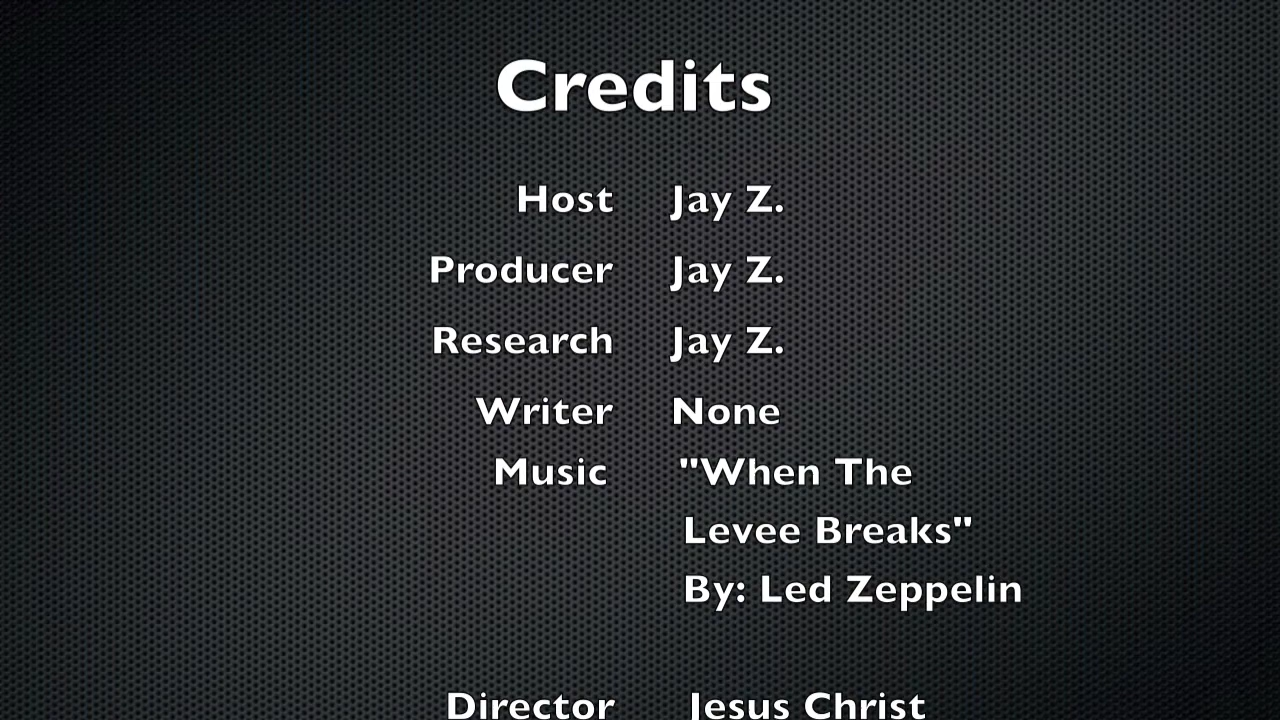 Credits
Host Jay Z.
Producer Jay Z.
Research Jay Z.
Writer None
Music "When The
Levee Breaks"
By: Led Zeppelin
Director Jesus Christ